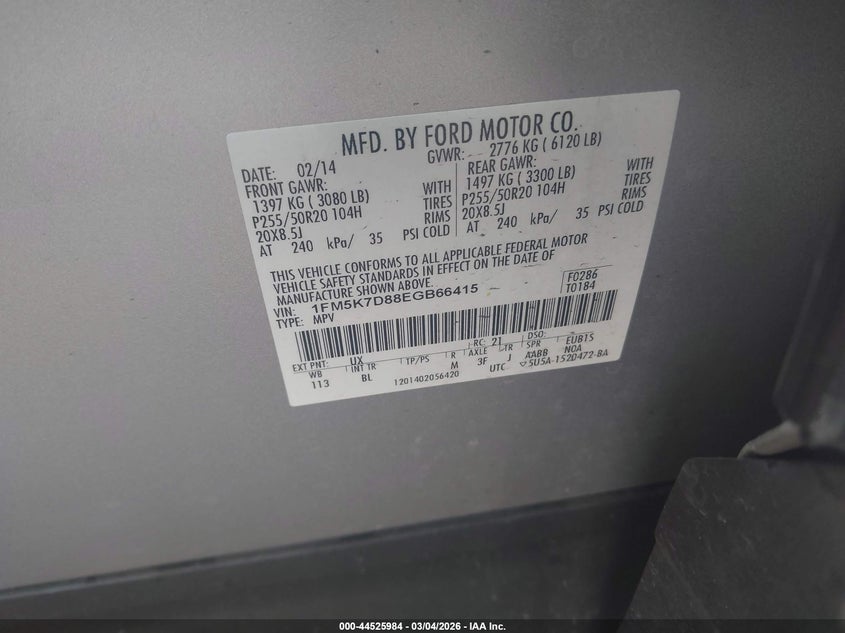 MFD. BY FORD MOTOR CO.
DATE: 02/14 GVWR: 2776 KG ( 6120 LB)
FRONT GAWR: REAR GAWR:
1397 KG ( 3080 LB) WITH 1497 KG ( 3300 LB) WITH
P255/50R20 104H TIRES P255/50R20 104H TIRES
20X8.5J RIMS 20X8.5J RIMS
AT 240 kPa/ 35 PSI COLD AT 240 kPa/ 35 PSI COLD
THIS VEHICLE CONFORMS TO ALL APPLICABLE FEDERAL MOTOR
VEHICLE SAFETY STANDARDS IN EFFECT ON THE DATE OF
MANUFACTURE SHOWN ABOVE.
VIN: 1FM5K7D88EGB66415 F0286
TYPE: MPV T0184
EXT PNT: UX RC: 21 DSO: EUB1S
WB INT TR TP/PS R AXLE TR SPR NOA
113 BL M 3F J AABB
1201402056420 UTC ▽5U5A-1520472-BA
000-44525984 | 03/04/2026 - IAA Inc.